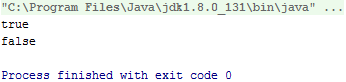 "C:\Program Files\Java\jdk1.8.0_131\bin\java" ...
true
false
Process finished with exit code 0